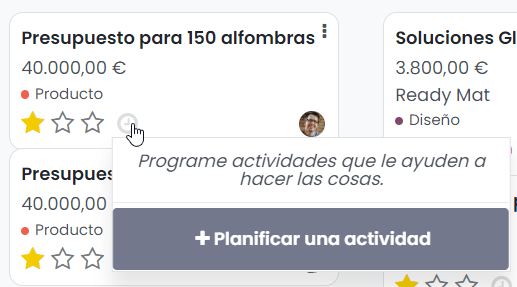 Presupuesto para 150 alfombras
40.000,00 €
Producto
Programe actividades que le ayuden a
hacer las cosas.
+ Planificar una actividad
Presupues
40.000,00
Producto
Soluciones Gl
3.800,00 €
Ready Mat
Diseño